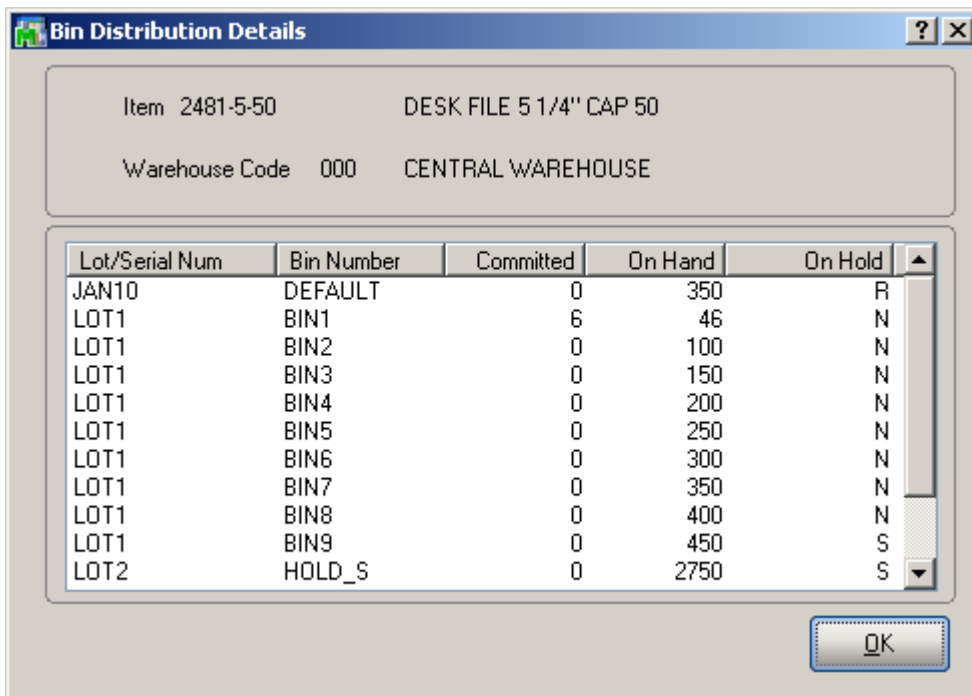 Bin Distribution Details ? X
Item 2481-5-50 DESK FILE 5 1/4" CAP 50
Warehouse Code 000 CENTRAL WAREHOUSE
Lot/Serial Num Bin Number Committed On Hand On Hold
JAN10 DEFAULT 0 350 R
LOT1 BIN1 6 46 N
LOT1 BIN2 0 100 N
LOT1 BIN3 0 150 N
LOT1 BIN4 0 200 N
LOT1 BIN5 0 250 N
LOT1 BIN6 0 300 N
LOT1 BIN7 0 350 N
LOT1 BIN8 0 400 N
LOT1 BIN9 0 450 S
LOT2 HOLD_S 0 2750 S
OK